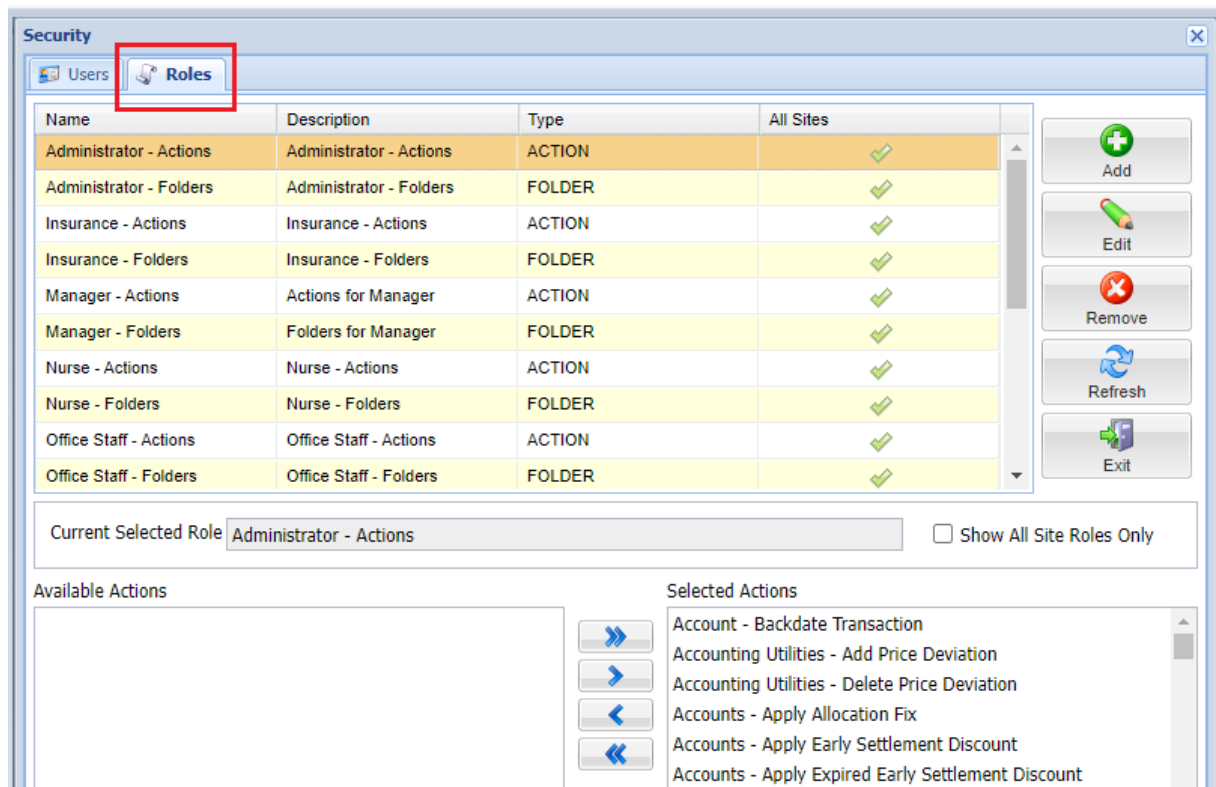 Security
Users Roles
Name Description Type All Sites
Administrator - Actions Administrator - Actions ACTION
Administrator - Folders Administrator - Folders FOLDER
Insurance - Actions Insurance - Actions ACTION
Insurance - Folders Insurance - Folders FOLDER
Manager - Actions Actions for Manager ACTION
Manager - Folders Folders for Manager FOLDER
Nurse - Actions Nurse - Actions ACTION
Nurse - Folders Nurse - Folders FOLDER
Office Staff - Actions Office Staff - Actions ACTION
Office Staff - Folders Office Staff - Folders FOLDER
Add
Edit
Remove
Refresh
Exit
Current Selected Role Administrator - Actions Show All Site Roles Only
Available Actions Selected Actions
Account - Backdate Transaction
Accounting Utilities - Add Price Deviation
Accounting Utilities - Delete Price Deviation
Accounts - Apply Allocation Fix
Accounts - Apply Early Settlement Discount
Accounts - Apply Expired Early Settlement Discount